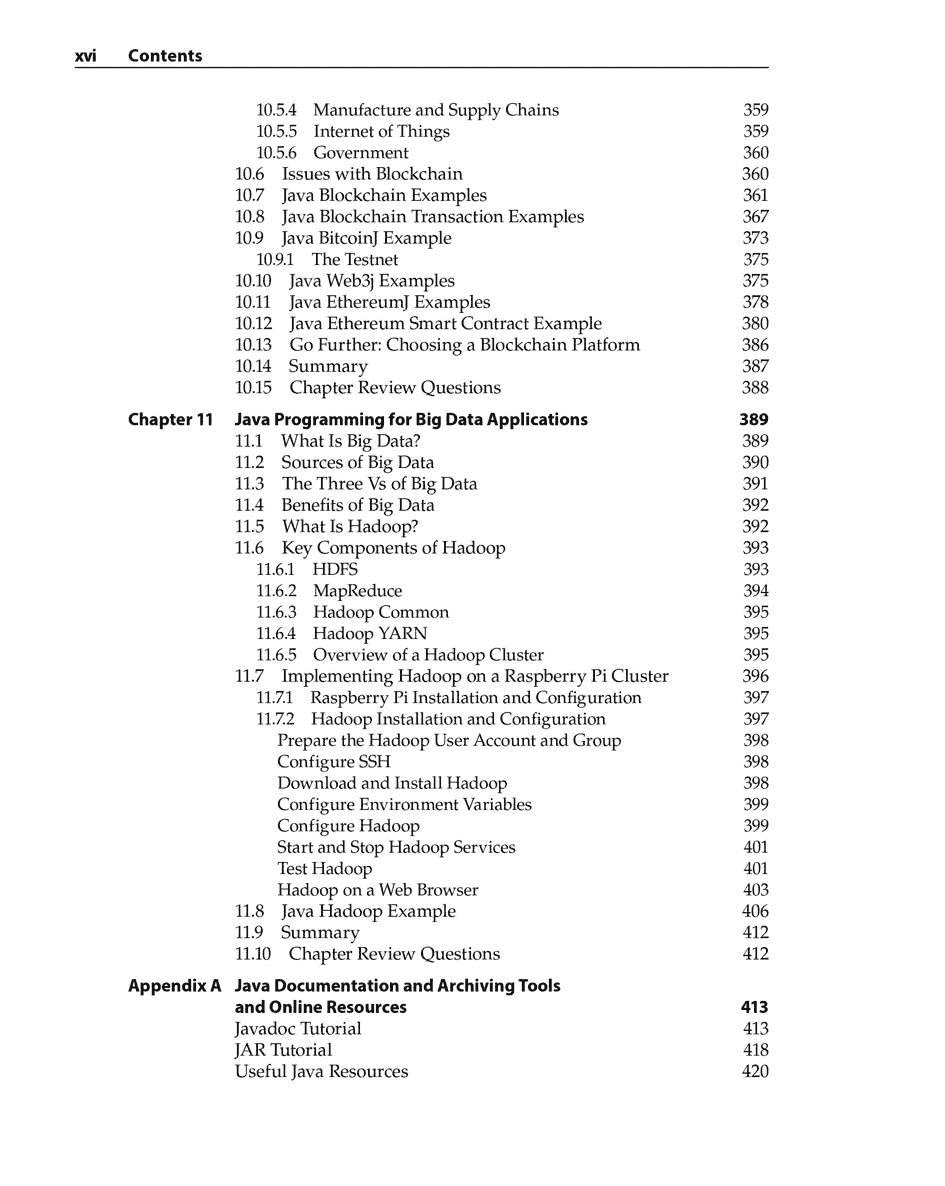 xvi Contents
10.5.4 Manufacture and Supply Chains 359
10.5.5 Internet of Things 359
10.5.6 Government 360
10.6 Issues with Blockchain 360
10.7 Java Blockchain Examples 361
10.8 Java Blockchain Transaction Examples 367
10.9 Java BitcoinJ Example 373
10.9.1 The Testnet 375
10.10 Java Web3j Examples 375
10.11 Java EthereumJ Examples 378
10.12 Java Ethereum Smart Contract Example 380
10.13 Go Further: Choosing a Blockchain Platform 386
10.14 Summary 387
10.15 Chapter Review Questions 388
Chapter 11 Java Programming for Big Data Applications 389
11.1 What Is Big Data? 389
11.2 Sources of Big Data 390
11.3 The Three Vs of Big Data 391
11.4 Benefits of Big Data 392
11.5 What Is Hadoop? 392
11.6 Key Components of Hadoop 393
11.6.1 HDFS 393
11.6.2 MapReduce 394
11.6.3 Hadoop Common 395
11.6.4 Hadoop YARN 395
11.6.5 Overview of a Hadoop Cluster 395
11.7 Implementing Hadoop on a Raspberry Pi Cluster 396
11.7.1 Raspberry Pi Installation and Configuration 397
11.7.2 Hadoop Installation and Configuration 397
Prepare the Hadoop User Account and Group 398
Configure SSH 398
Download and Install Hadoop 398
Configure Environment Variables 399
Configure Hadoop 399
Start and Stop Hadoop Services 401
Test Hadoop 401
Hadoop on a Web Browser 403
11.8 Java Hadoop Example 406
11.9 Summary 412
11.10 Chapter Review Questions 412
Appendix A Java Documentation and Archiving Tools
and Online Resources 413
Javadoc Tutorial 413
JAR Tutorial 418
Useful Java Resources 420